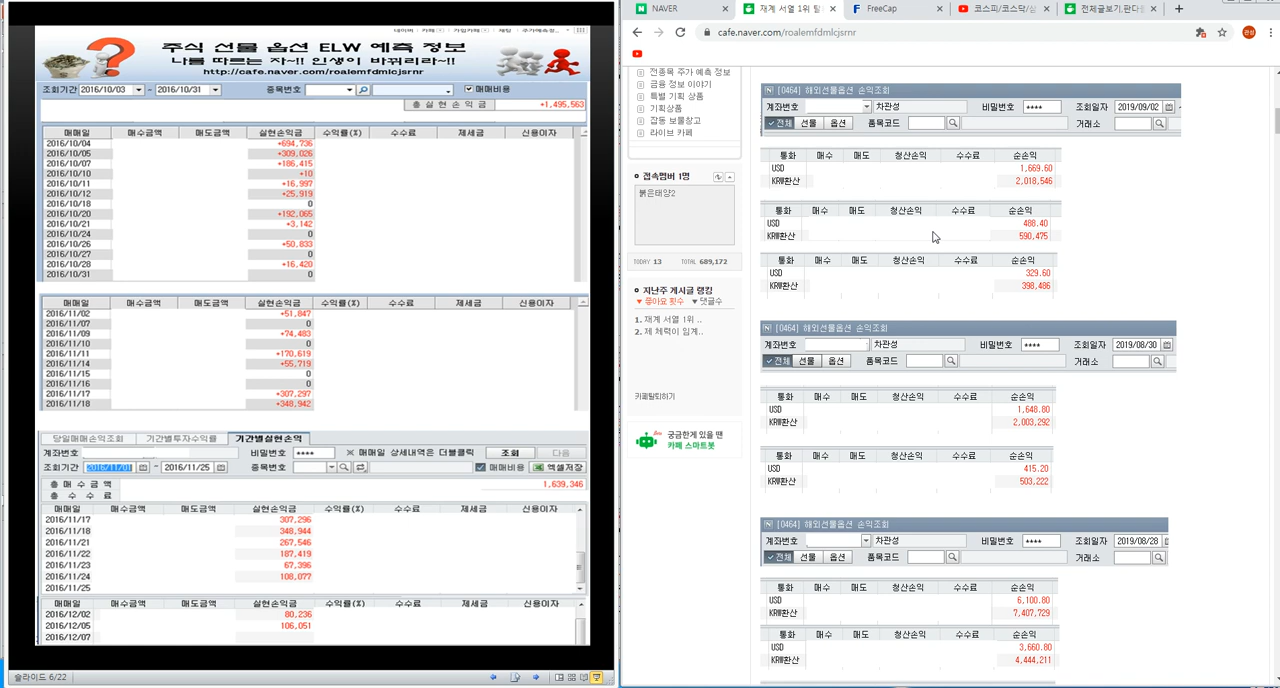 주식 선물 옵션 ELW 예측 정보
나를 따르는 자~!! 인생이 바뀌리라~!!
http://cafe.naver.com/roalemfdmlcjsrnr
조회기간 2016/10/03 - 2016/10/31 종목번호 매매비용
총 실 현 손 익 금 +1,495,563
매매일 매수금액 매도금액 실현손익금 수익률(%) 수수료 제세금 신용이자
2016/10/04 +694,736
2016/10/05 +309,026
2016/10/07 +186,415
2016/10/10 +10
2016/10/11 +16,997
2016/10/12 +25,919
2016/10/18 0
2016/10/20 +192,065
2016/10/21 +3,142
2016/10/24 0
2016/10/26 +50,833
2016/10/27 0
2016/10/28 +16,420
2016/10/31 0
매매일 매수금액 매도금액 실현손익금 수익률(%) 수수료 제세금 신용이자
2016/11/02 +51,847
2016/11/07 0
2016/11/09 +74,483
2016/11/10 0
2016/11/11 +170,619
2016/11/14 +55,719
2016/11/15 0
2016/11/16 0
2016/11/17 +307,297
2016/11/18 +348,942
당일매매손익조회 기간별투자수익률 기간별실현손익
계좌번호 비밀번호 **** ※ 매매일 상세내역은 더블클릭 조회 다음
조회기간 2016/11/01 - 2016/11/25 종목번호 매매비용 엑셀저장
총 매 수 금 액 1,639,346
총 수 수 료
매매일 매수금액 매도금액 실현손익금 수익률(%) 수수료 제세금 신용이자
2016/11/17 307,296
2016/11/18 348,944
2016/11/21 267,546
2016/11/22 187,419
2016/11/23 67,396
2016/11/24 108,077
2016/11/25
매매일 매수금액 매도금액 실현손익금 수익률(%) 수수료 제세금 신용이자
2016/12/02 80,236
2016/12/05 106,051
2016/12/07
슬라이드 6/22
NAVER
재계 서열 1위 탈
FreeCap
코스피/코스닥/삼
전체글보기.판다
cafe.naver.com/roalemfdmlcjsrnr
관성
전종목 주가 예측 정보
금융 정보 이야기
특별 기획 상품
기획상품
잡동 보물창고
라이브 카페
접속멤버 1명
붉은태양2
TODAY 13 TOTAL 689,172
지난주 게시글 랭킹
▼ 좋아요 횟수 ▼ 댓글수
1. 재계 서열 1위 ..
2. 제 체력이 임계..
카페탈퇴하기
궁금한게 있을 땐
카페 스마트봇
[0464] 해외선물옵션 손익조회
계좌번호 차관성 비밀번호 **** 조회일자 2019/09/02
전체 선물 옵션 품목코드 거래소
통화 매수 매도 청산손익 수수료 순손익
USD 1,669.60
KRW환산 2,018,546
통화 매수 매도 청산손익 수수료 순손익
USD 488.40
KRW환산 590,475
통화 매수 매도 청산손익 수수료 순손익
USD 329.60
KRW환산 398,486
[0464] 해외선물옵션 손익조회
계좌번호 차관성 비밀번호 **** 조회일자 2019/08/30
전체 선물 옵션 품목코드 거래소
통화 매수 매도 청산손익 수수료 순손익
USD 1,648.80
KRW환산 2,003,292
통화 매수 매도 청산손익 수수료 순손익
USD 415.20
KRW환산 503,222
[0464] 해외선물옵션 손익조회
계좌번호 차관성 비밀번호 **** 조회일자 2019/08/28
전체 선물 옵션 품목코드 거래소
통화 매수 매도 청산손익 수수료 순손익
USD 6,100.80
KRW환산 7,407,729
통화 매수 매도 청산손익 수수료 순손익
USD 3,660.80
KRW환산 4,444,211